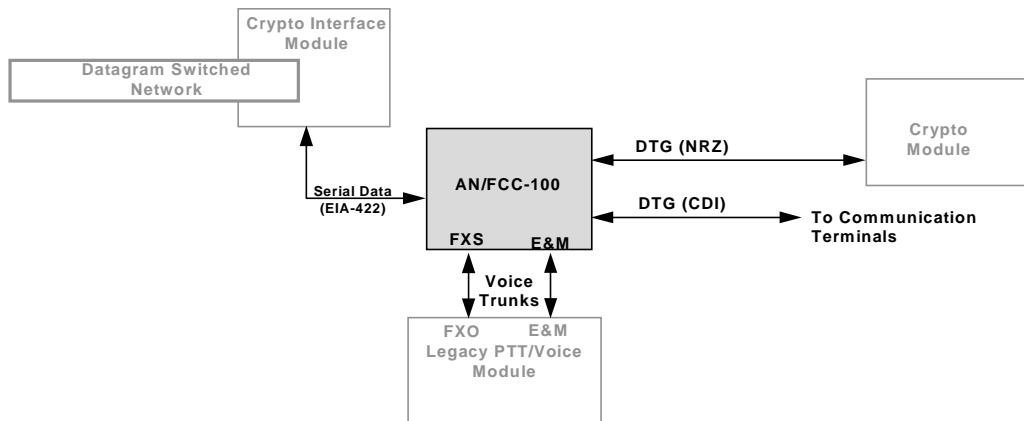 Crypto Interface
Module
Datagram Switched
Network
Crypto
Module
DTG (NRZ)
AN/FCC-100
Serial Data
(EIA-422)
DTG (CDI)
To Communication
Terminals
FXS
E&M
Voice
Trunks
FXO
E&M
Legacy PTT/Voice
Module